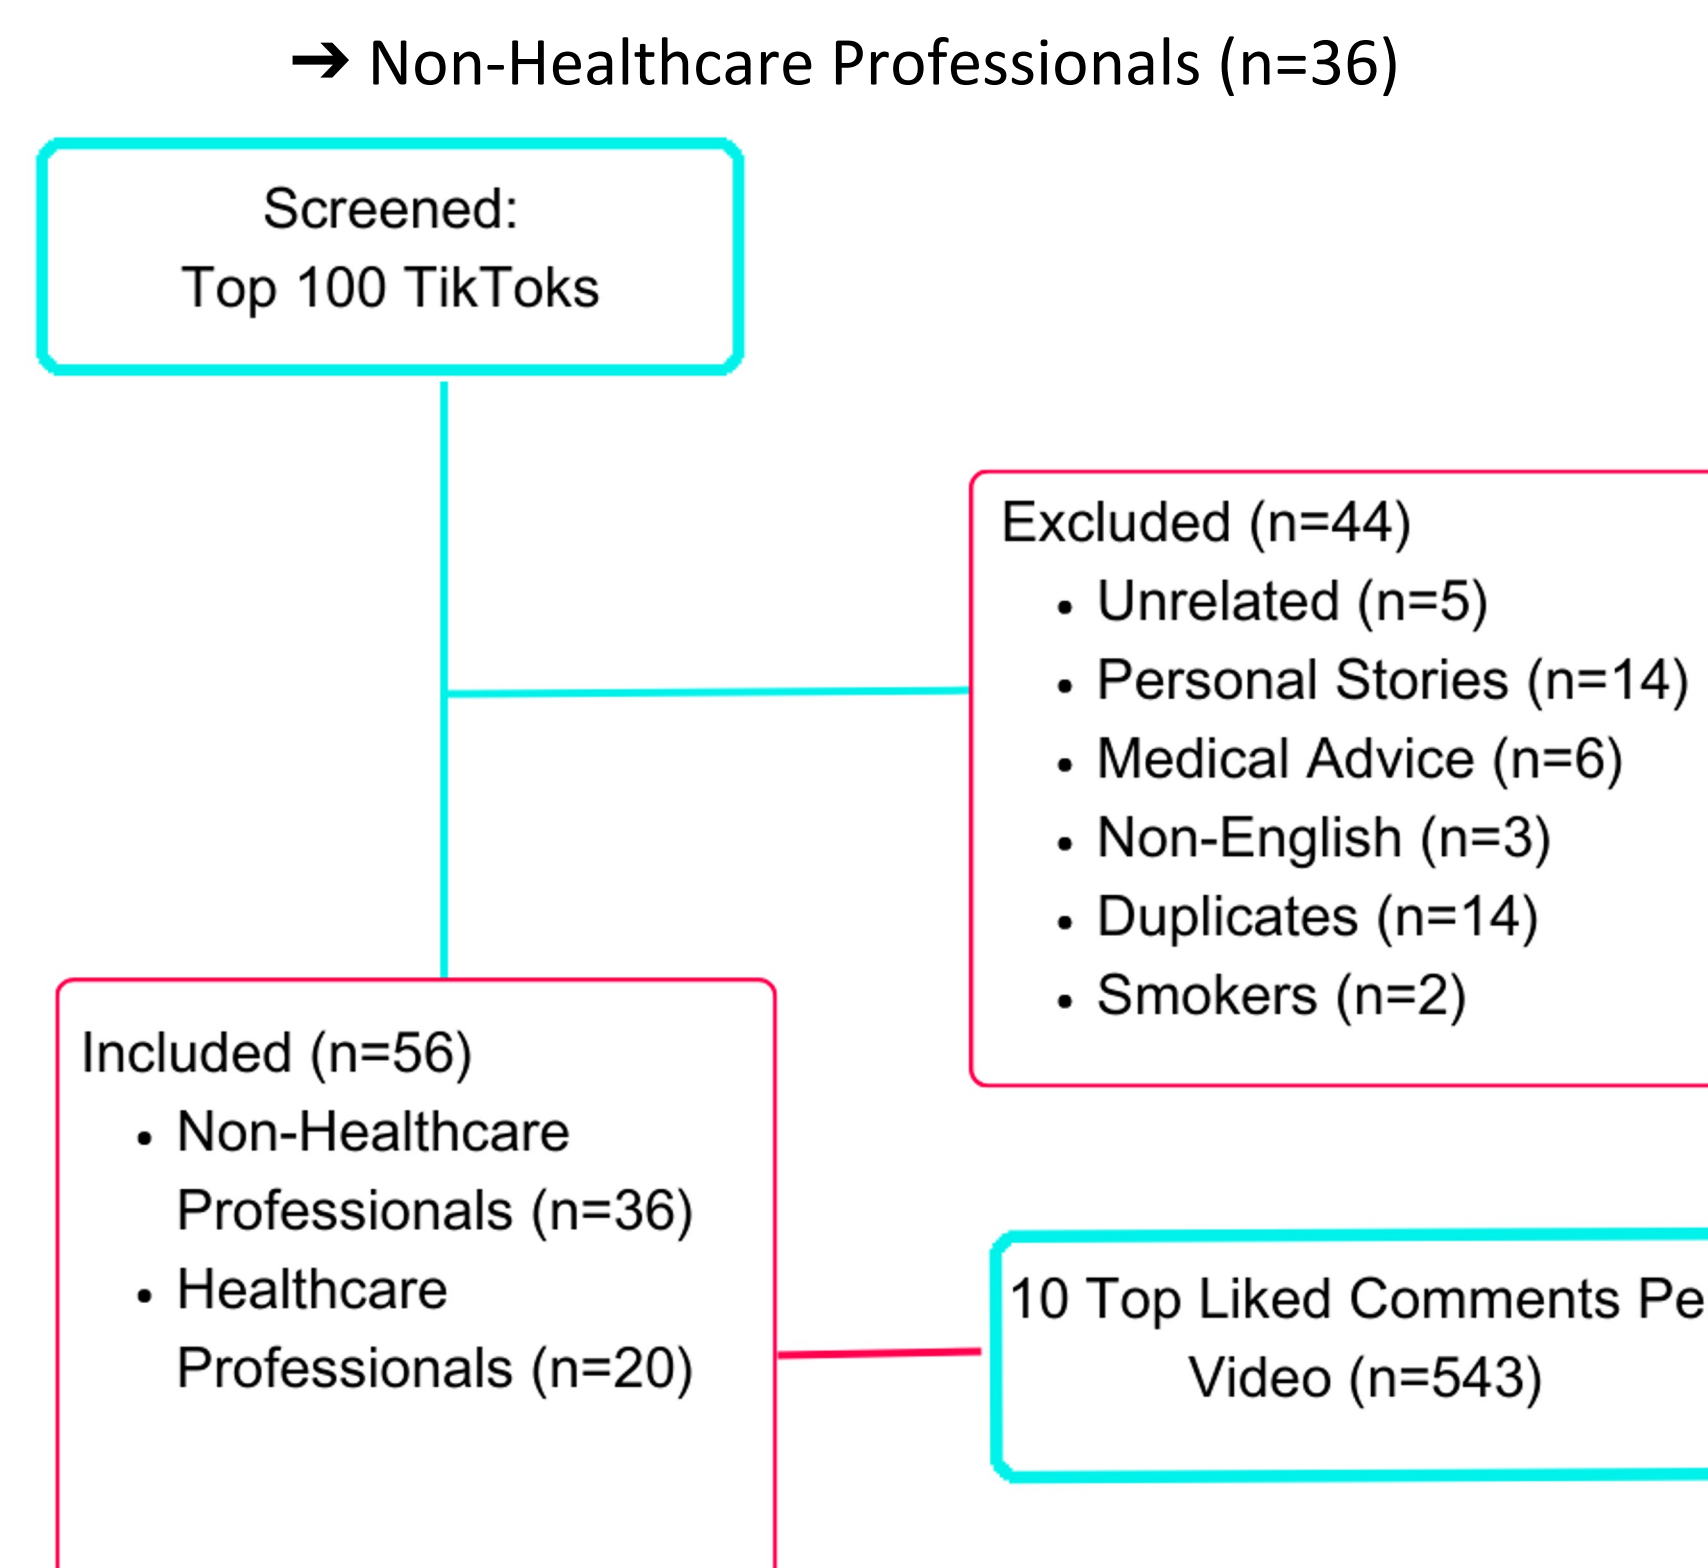 ➔ Non-Healthcare Professionals (n=36)
Screened:
Top 100 TikToks
Excluded (n=44)
• Unrelated (n=5)
• Personal Stories (n=14)
• Medical Advice (n=6)
• Non-English (n=3)
• Duplicates (n=14)
• Smokers (n=2)
Included (n=56)
• Non-Healthcare
Professionals (n=36)
• Healthcare
Professionals (n=20)
10 Top Liked Comments Pe
Video (n=543)